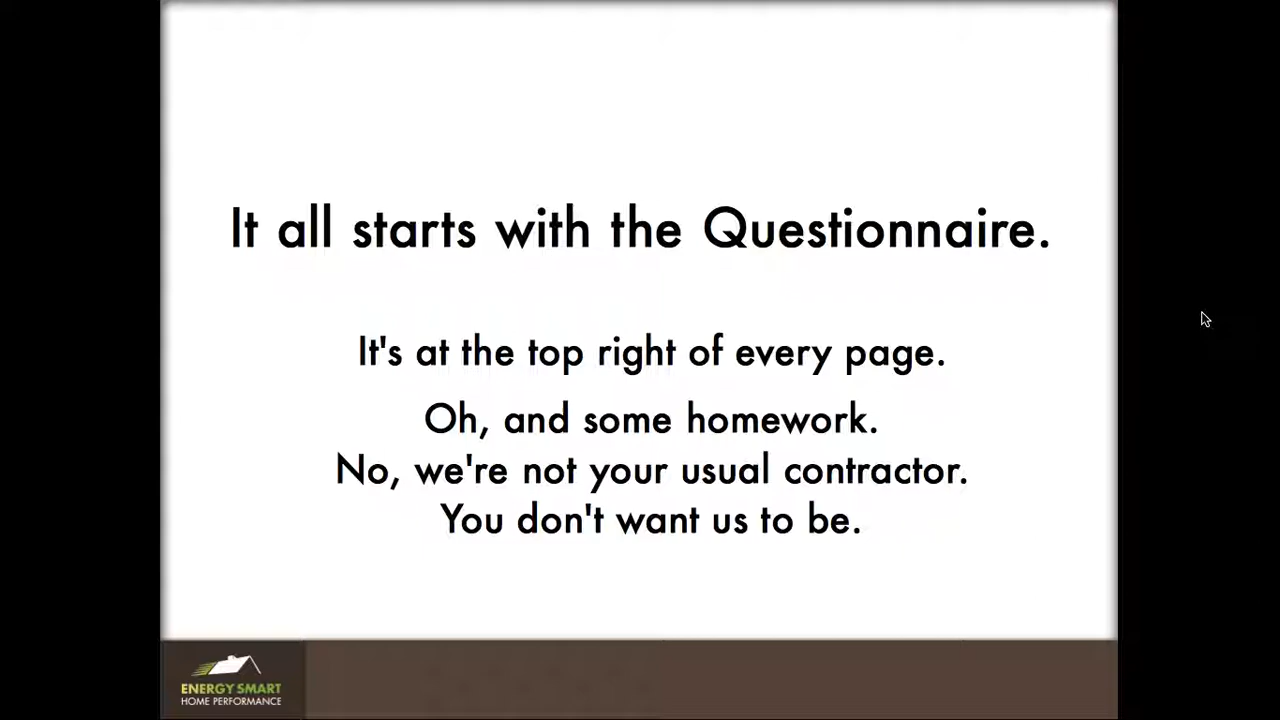 It all starts with the Questionnaire.
It's at the top right of every page.
Oh, and some homework.
No, we're not your usual contractor.
You don't want us to be.
ENERGY SMART
HOME PERFORMANCE